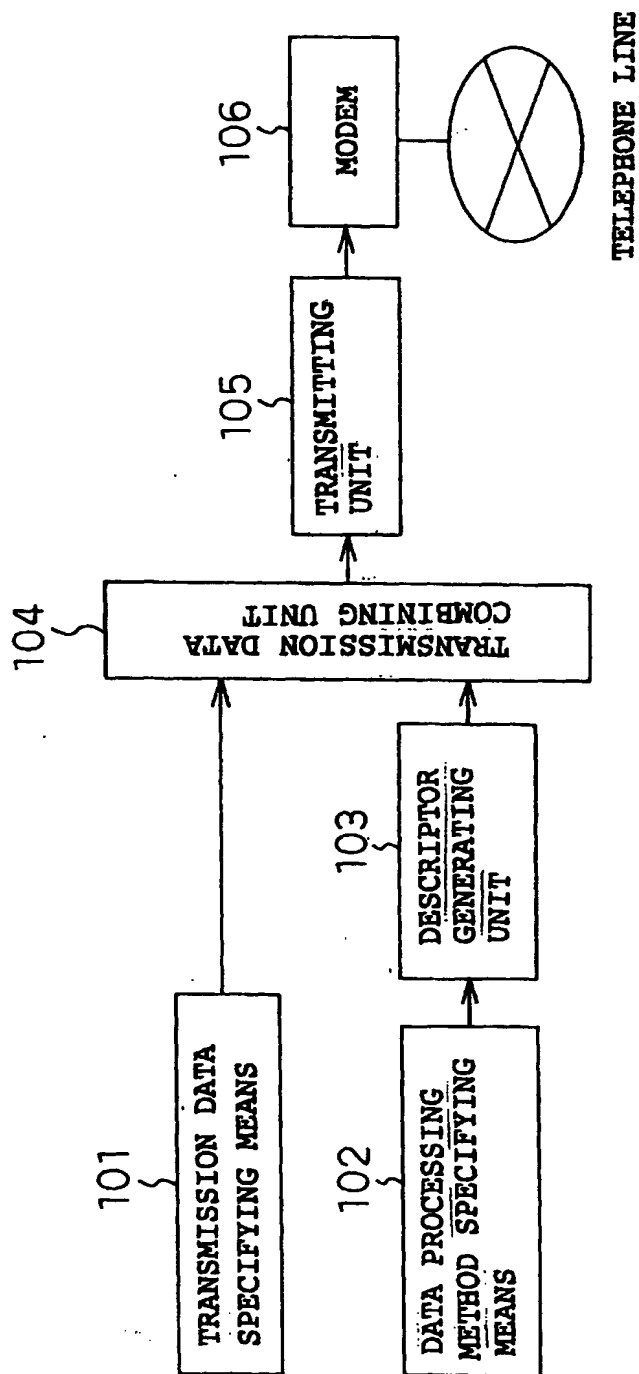 101
TRANSMISSION DATA
SPECIFYING MEANS
102
DATA PROCESSING
METHOD SPECIFYING
MEANS
103
DESCRIPTOR
GENERATING
UNIT
104
TRANSMISSION DATA
COMBINING UNIT
105
TRANSMITTING
UNIT
106
MODEM
TELEPHONE LINE